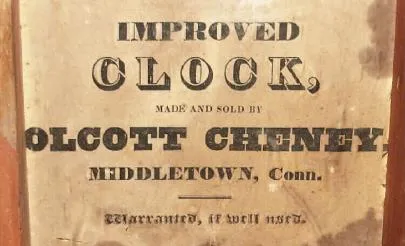 IMPROVED
CLOCK,
MADE AND SOLD BY
OLCOTT CHENEY,
MIDDLETOWN, Conn.
Warranted, if well used.